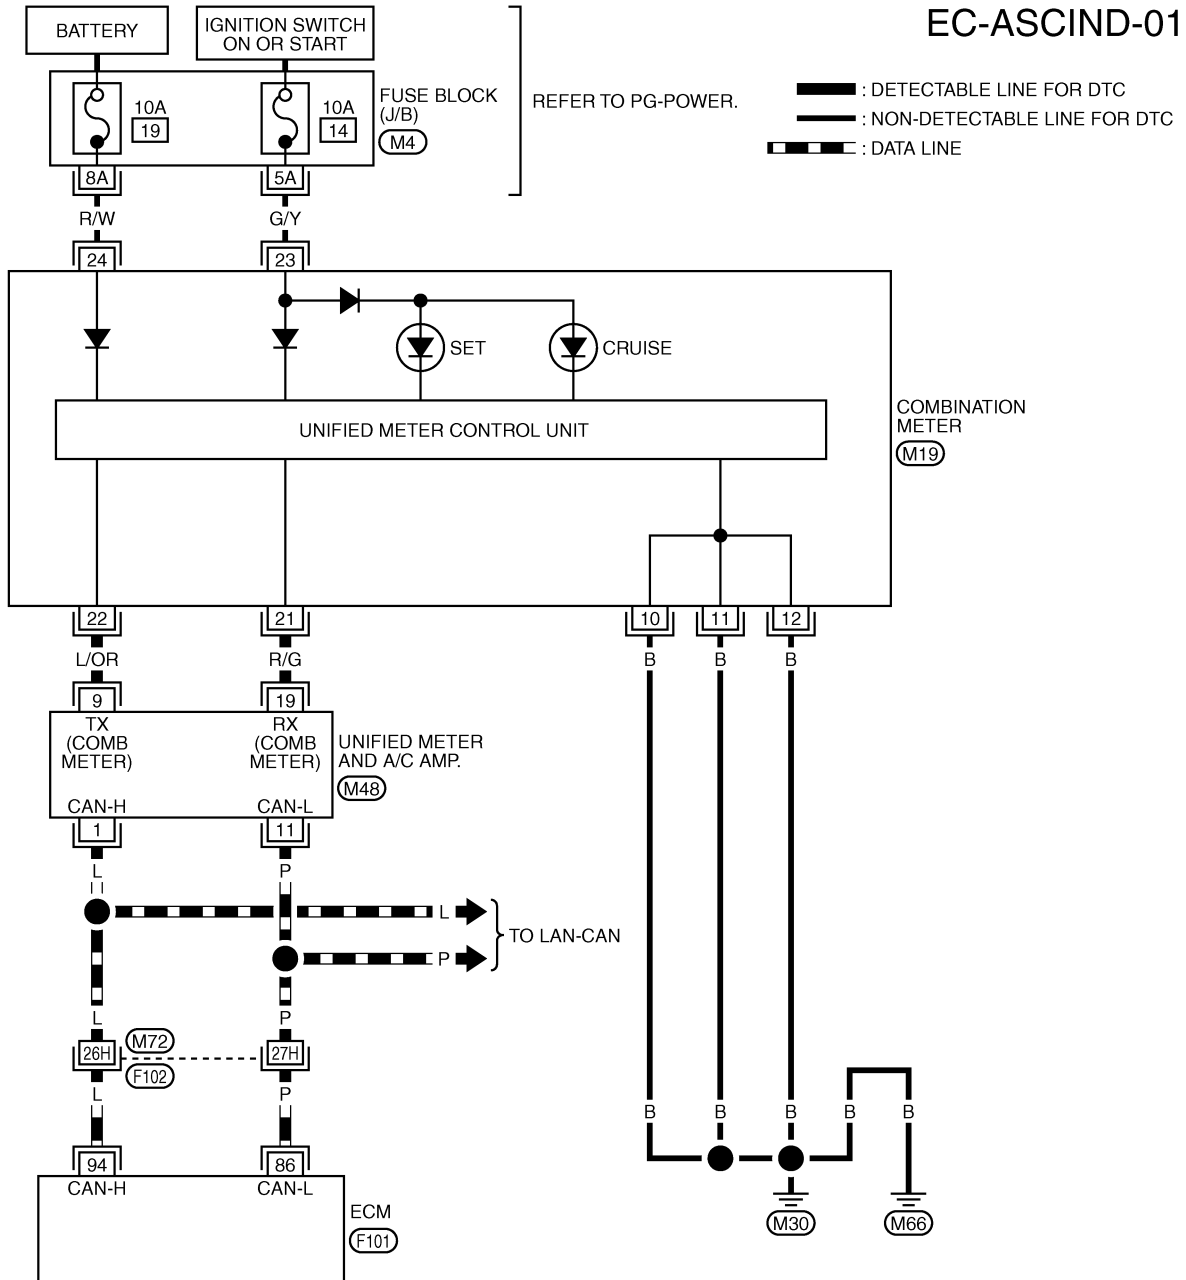 EC-ASCIND-01
BATTERY
IGNITION SWITCH
ON OR START
10A
19
10A
14
FUSE BLOCK
(J/B)
M4
REFER TO PG-POWER.
: DETECTABLE LINE FOR DTC
: NON-DETECTABLE LINE FOR DTC
: DATA LINE
8A
5A
R/W
G/Y
24
23
SET
CRUISE
UNIFIED METER CONTROL UNIT
COMBINATION
METER
M19
22
21
10
11
12
L/OR
R/G
B
B
B
9
19
TX
(COMB
METER)
RX
(COMB
METER)
UNIFIED METER
AND A/C AMP.
M48
CAN-H
CAN-L
1
11
L
P
L
P
TO LAN-CAN
L
P
26H
M72
F102
27H
L
P
B
B
B
B
B
94
86
CAN-H
CAN-L
ECM
F101
M30
M66